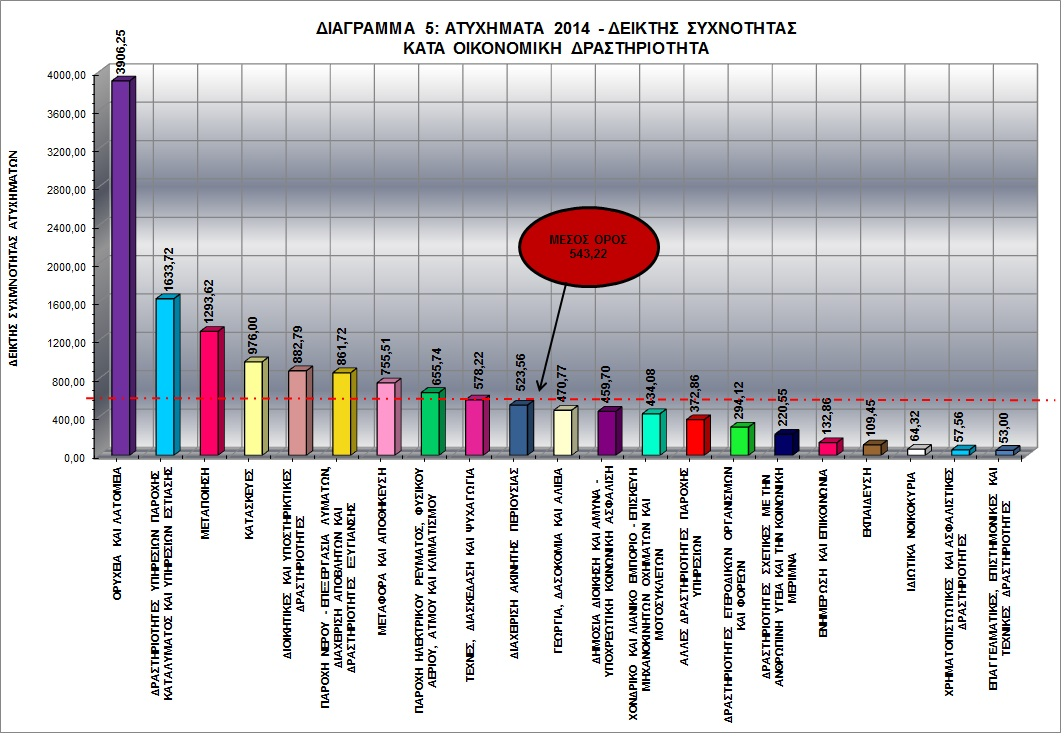 ΔΙΑΓΡΑΜΜΑ 5: ΑΤΥΧΗΜΑΤΑ 2014 - ΔΕΙΚΤΗΣ ΣΥΧΝΟΤΗΤΑΣ
ΚΑΤΑ ΟΙΚΟΝΟΜΙΚΗ ΔΡΑΣΤΗΡΙΟΤΗΤΑ
ΔΕΙΚΤΗΣ ΣΥΧΜΝΟΤΗΤΑΣ ΑΤΥΧΗΜΑΤΩΝ
4000,00
3600,00
3200,00
2800,00
2400,00
2000,00
1600,00
1200,00
800,00
400,00
0,00
3906,25
1633,72
1293,62
976,00
882,79
861,72
755,51
655,74
578,22
523,56
470,77
459,70
434,08
372,86
294,12
220,55
132,86
109,45
64,32
57,56
53,00
ΜΕΣΟΣ ΟΡΟΣ
543,22
ΟΡΥΧΕΙΑ ΚΑΙ ΛΑΤΟΜΕΙΑ
ΔΡΑΣΤΗΡΙΟΤΗΤΕΣ ΥΠΗΡΕΣΙΩΝ ΠΑΡΟΧΗΣ
ΚΑΤΑΛΥΜΑΤΟΣ ΚΑΙ ΥΠΗΡΕΣΙΩΝ ΕΣΤΙΑΣΗΣ
ΜΕΤΑΠΟΙΗΣΗ
ΚΑΤΑΣΚΕΥΕΣ
ΔΙΟΙΚΗΤΙΚΕΣ ΚΑΙ ΥΠΟΣΤΗΡΙΚΤΙΚΕΣ
ΔΡΑΣΤΗΡΙΟΤΗΤΕΣ
ΠΑΡΟΧΗ ΝΕΡΟΥ - ΕΠΕΞΕΡΓΑΣΙΑ ΛΥΜΑΤΩΝ,
ΔΙΑΧΕΙΡΙΣΗ ΑΠΟΒΛΗΤΩΝ ΚΑΙ
ΔΡΑΣΤΗΡΙΟΤΗΤΕΣ ΕΞΥΓΙΑΝΣΗΣ
ΜΕΤΑΦΟΡΑ ΚΑΙ ΑΠΟΘΗΚΕΥΣΗ
ΠΑΡΟΧΗ ΗΛΕΚΤΡΙΚΟΥ ΡΕΥΜΑΤΟΣ, ΦΥΣΙΚΟΥ
ΑΕΡΙΟΥ, ΑΤΜΟΥ ΚΑΙ ΚΛΙΜΑΤΙΣΜΟΥ
ΤΕΧΝΕΣ, ΔΙΑΣΚΕΔΑΣΗ ΚΑΙ ΨΥΧΑΓΩΓΙΑ
ΔΙΑΧΕΙΡΙΣΗ ΑΚΙΝΗΤΗΣ ΠΕΡΙΟΥΣΙΑΣ
ΓΕΩΡΓΙΑ, ΔΑΣΟΚΟΜΙΑ ΚΑΙ ΑΛΙΕΙΑ
ΔΗΜΟΣΙΑ ΔΙΟΙΚΗΣΗ ΚΑΙ ΑΜΥΝΑ -
ΥΠΟΧΡΕΩΤΙΚΗ ΚΟΙΝΩΝΙΚΗ ΑΣΦΑΛΙΣΗ
ΧΟΝΔΡΙΚΟ ΚΑΙ ΛΙΑΝΙΚΟ ΕΜΠΟΡΙΟ - ΕΠΙΣΚΕΥΗ
ΜΗΧΑΝΟΚΙΝΗΤΩΝ ΟΧΗΜΑΤΩΝ ΚΑΙ
ΜΟΤΟΣΥΚΛΕΤΩΝ
ΑΛΛΕΣ ΔΡΑΣΤΗΡΙΟΤΗΤΕΣ ΠΑΡΟΧΗΣ
ΥΠΗΡΕΣΙΩΝ
ΔΡΑΣΤΗΡΙΟΤΗΤΕΣ ΕΤΕΡΟΔΙΚΩΝ ΟΡΓΑΝΙΣΜΩΝ
ΚΑΙ ΦΟΡΕΩΝ
ΔΡΑΣΤΗΡΙΟΤΗΤΕΣ ΣΧΕΤΙΚΕΣ ΜΕ ΤΗΝ
ΑΝΘΡΩΠΙΝΗ ΥΓΕΙΑ ΚΑΙ ΤΗΝ ΚΟΙΝΩΝΙΚΗ
ΜΕΡΙΜΝΑ
ΕΝΗΜΕΡΩΣΗ ΚΑΙ ΕΠΙΚΟΙΝΩΝΙΑ
ΕΚΠΑΙΔΕΥΣΗ
ΙΔΙΩΤΙΚΑ ΝΟΙΚΟΚΥΡΙΑ
ΧΡΗΜΑΤΟΠΙΣΤΩΤΙΚΕΣ ΚΑΙ ΑΣΦΑΛΙΣΤΙΚΕΣ
ΔΡΑΣΤΗΡΙΟΤΗΤΕΣ
ΕΠΑΓΓΕΛΜΑΤΙΚΕΣ, ΕΠΙΣΤΗΜΟΝΙΚΕΣ ΚΑΙ
ΤΕΧΝΙΚΕΣ ΔΡΑΣΤΗΡΙΟΤΗΤΕΣ